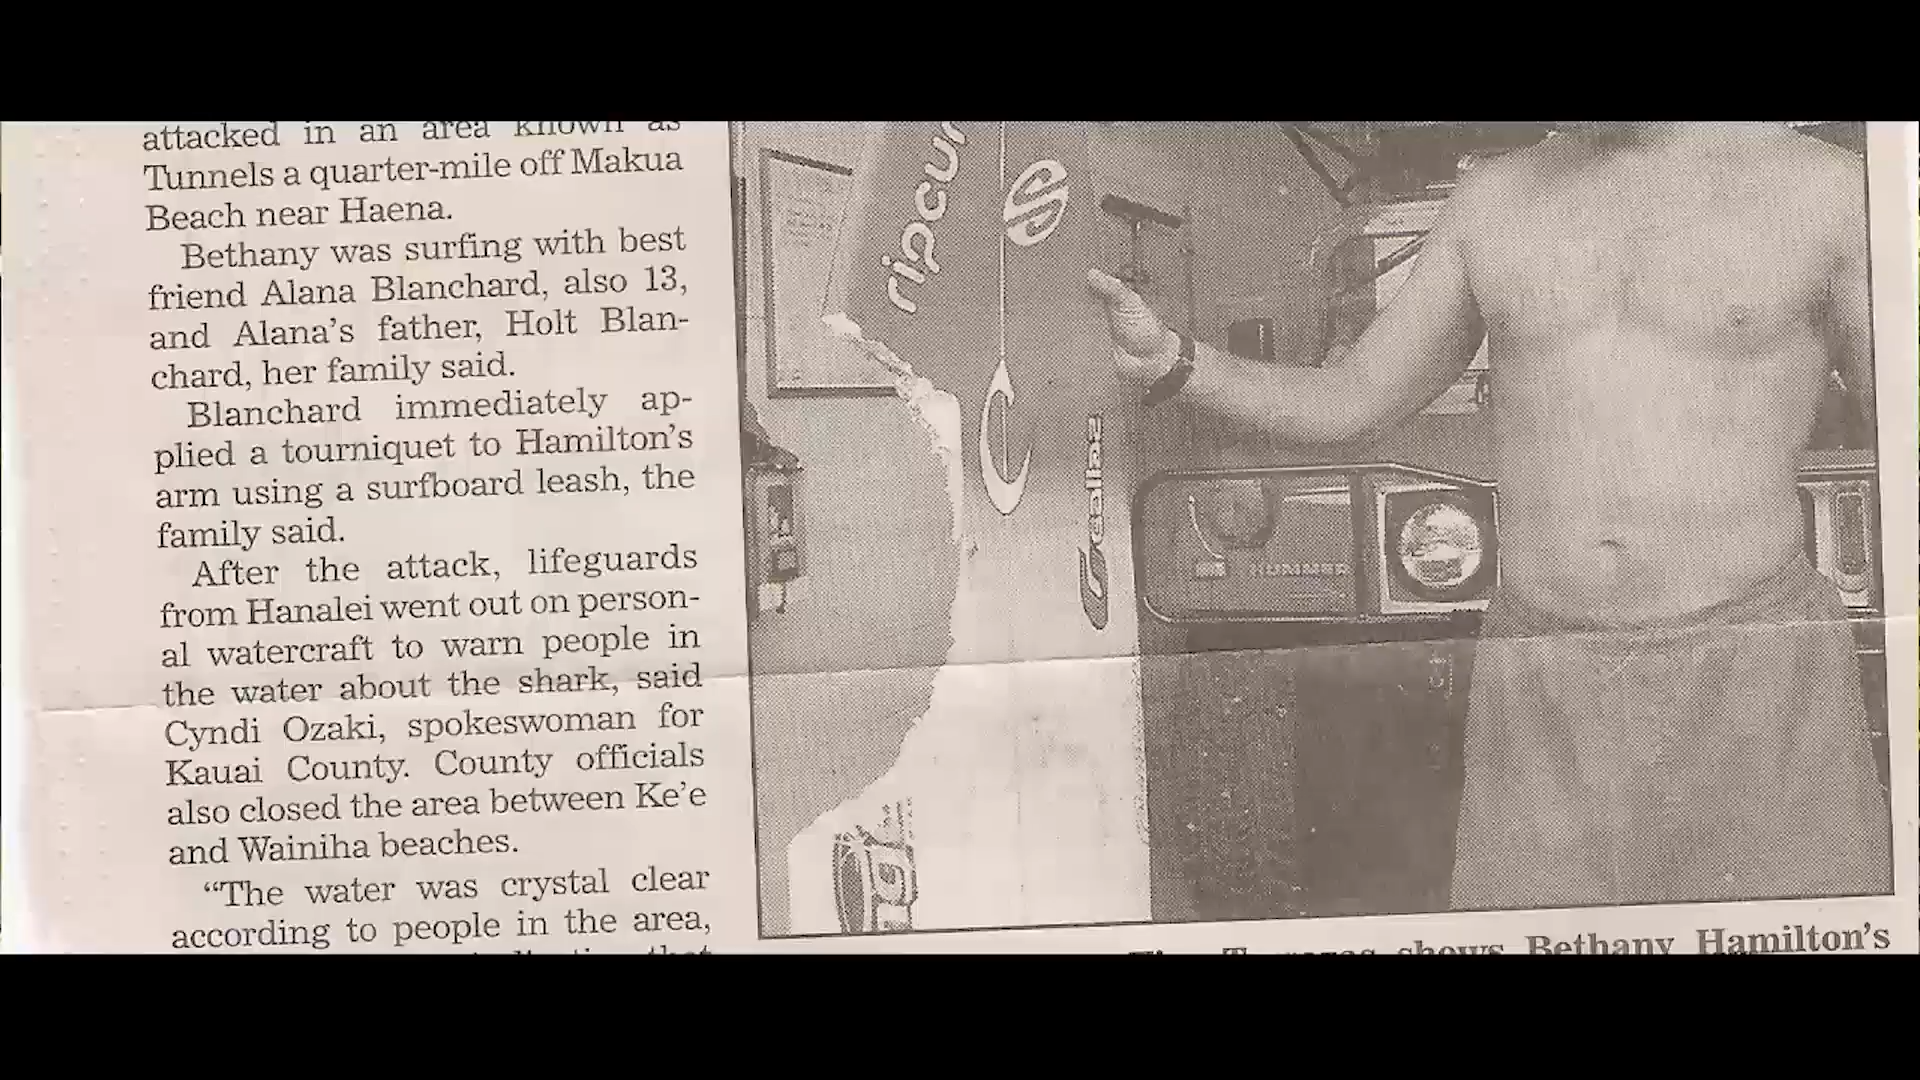 attacked in an area known as
Tunnels a quarter-mile off Makua
Beach near Haena.
Bethany was surfing with best
friend Alana Blanchard, also 13,
and Alana's father, Holt Blan-
chard, her family said.
Blanchard immediately ap-
plied a tourniquet to Hamilton's
arm using a surfboard leash, the
family said.
After the attack, lifeguards
from Hanalei went out on person-
al watercraft to warn people in
the water about the shark, said
Cyndi Ozaki, spokeswoman for
Kauai County. County officials
also closed the area between Ke'e
and Wainiha beaches.
"The water was crystal clear
according to people in the area,
that
ripcur
HUMMER
shows Bethany Hamilton's